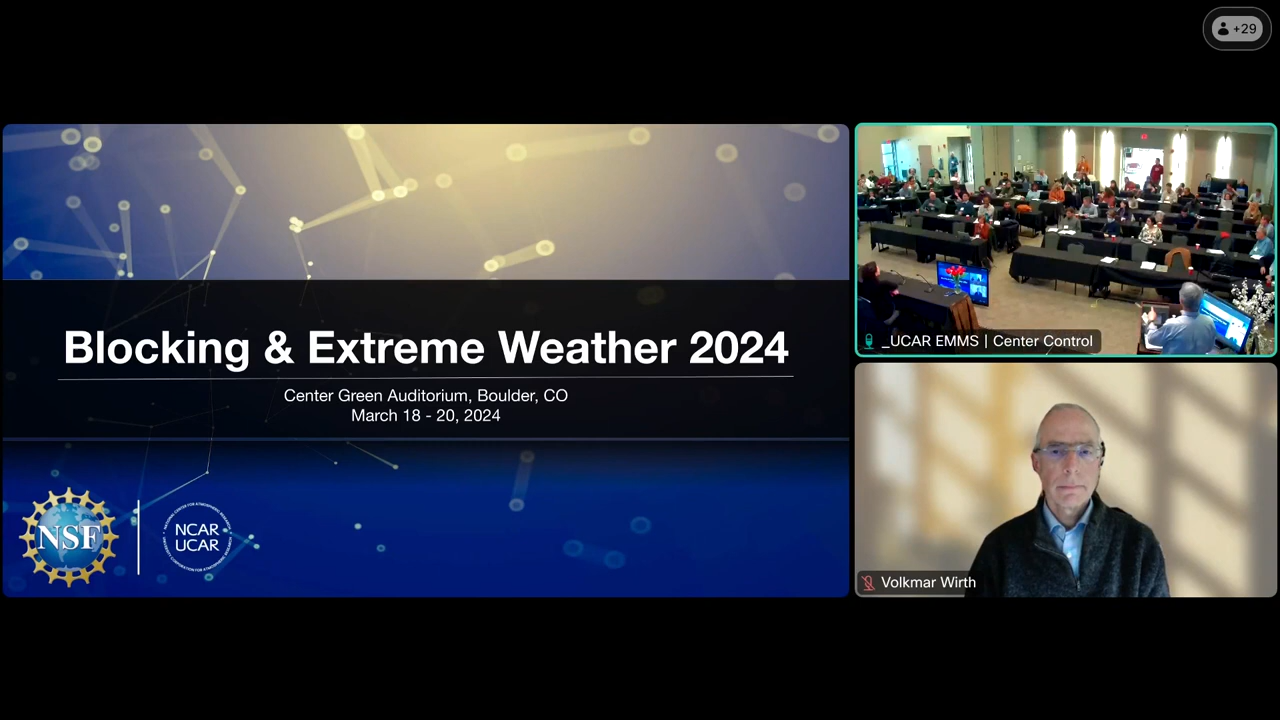 +29
Blocking & Extreme Weather 2024
Center Green Auditorium, Boulder, CO
March 18 - 20, 2024
NSF
NCAR
UCAR
_UCAR EMMS | Center Control
Volkmar Wirth